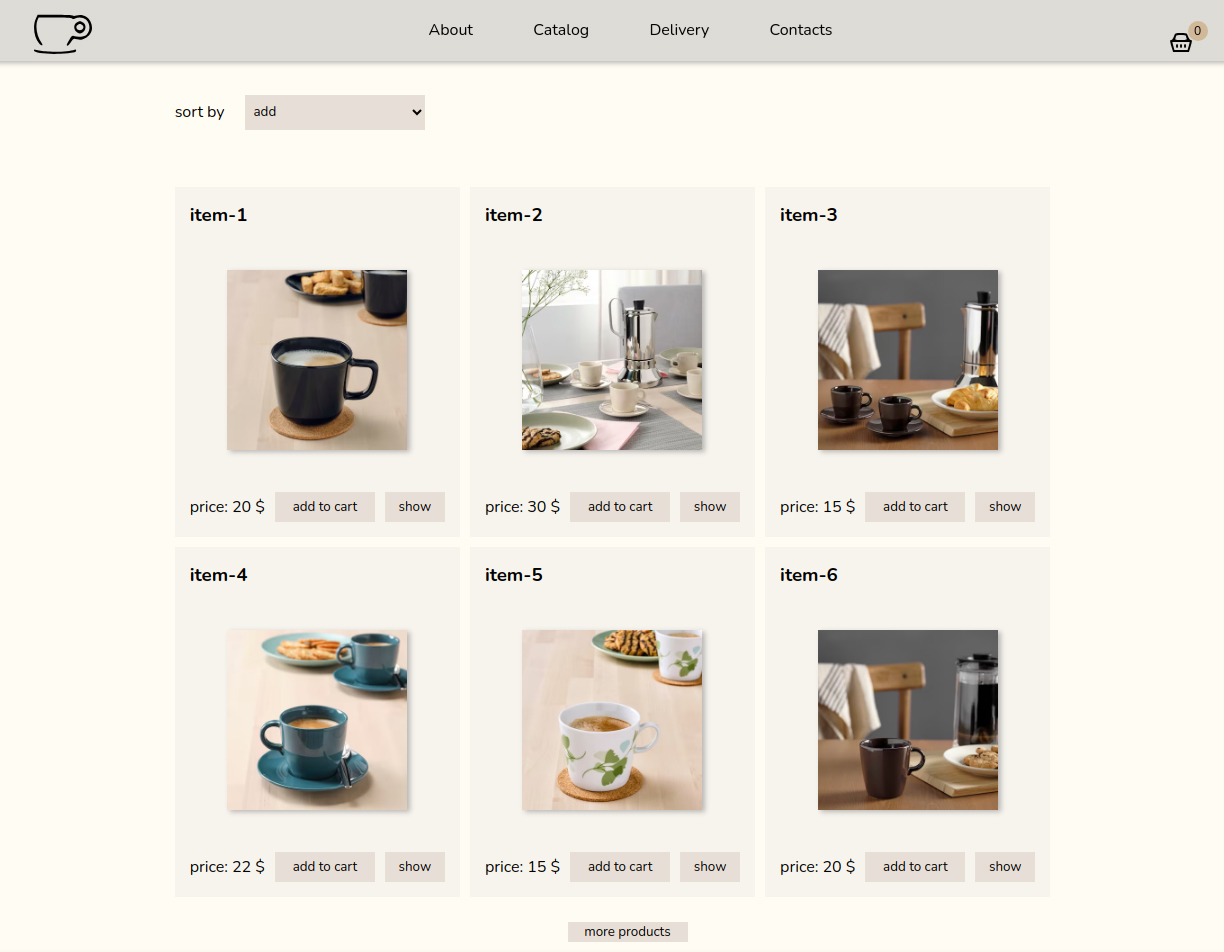 About Catalog Delivery Contacts
0
sort by add
item-1 item-2 item-3
price: 20 $ add to cart show price: 30 $ add to cart show price: 15 $ add to cart show
item-4 item-5 item-6
price: 22 $ add to cart show price: 15 $ add to cart show price: 20 $ add to cart show
more products